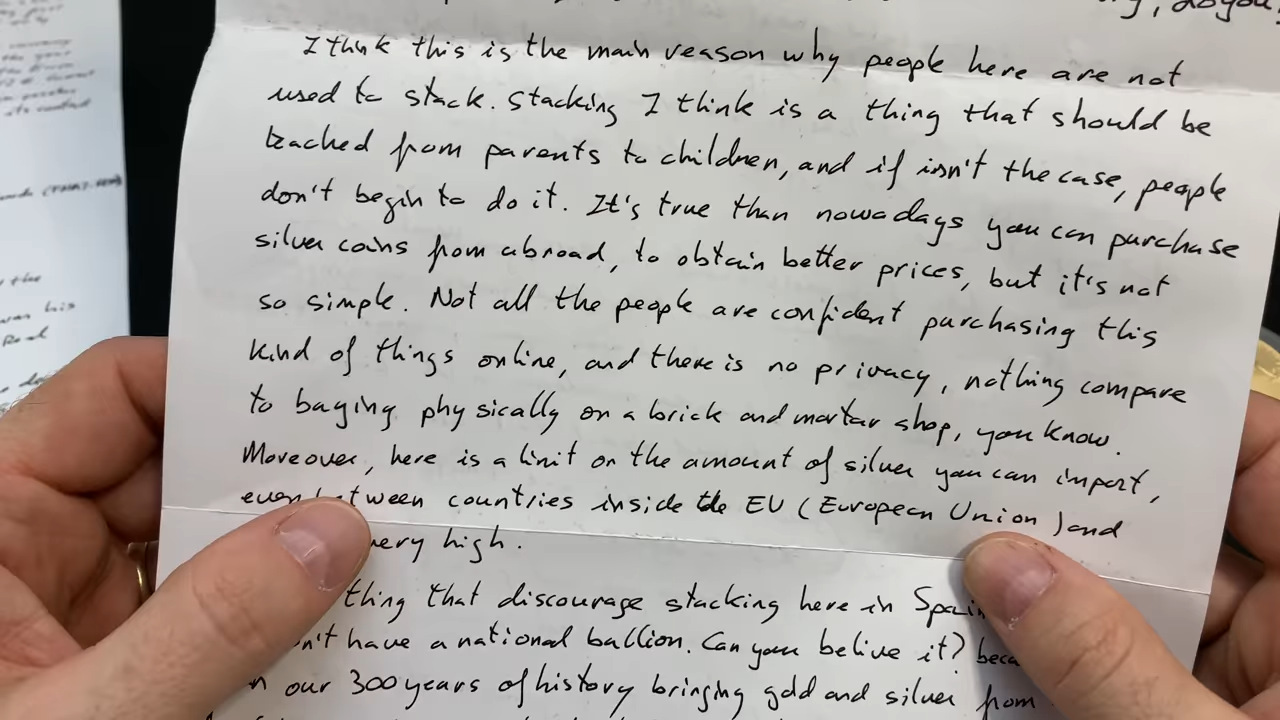 I think this is the main reason why people here are not
used to stack. Stacking I think is a thing that should be
teached from parents to children, and if isn't the case, people
don't begin to do it. It's true than nowadays you can purchase
silver coins from abroad, to obtain better prices, but it's not
so simple. Not all the people are confident purchasing this
kind of things online, and there is no privacy, nothing compare
to buying physically on a brick and mortar shop, you know.
Moreover, here is a limit on the amount of silver you can import,
even between countries inside the EU (European Union) and
very high.
thing that discourage stacking here in Spain
have a national bullion. Can you belive it?
our 300 years of history bringing gold and silver from